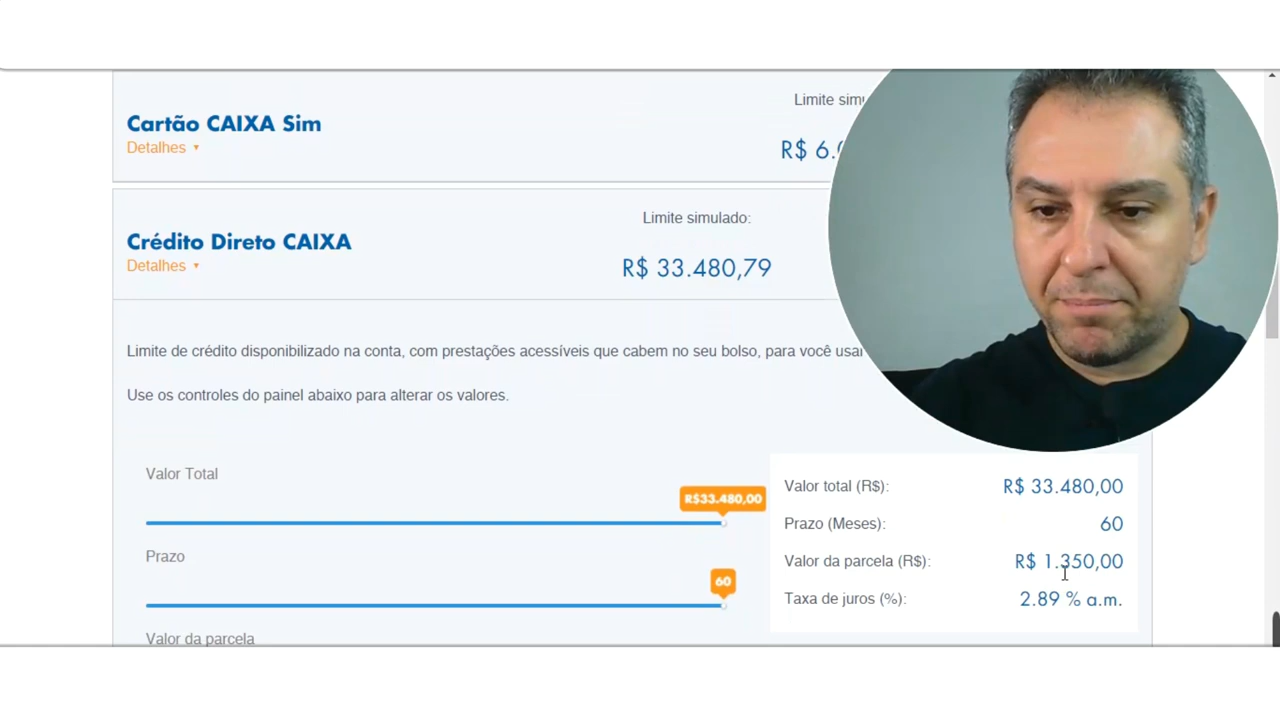 Limite
Cartão CAIXA Sim
Detalhes
R$
Limite simulado:
Crédito Direto CAIXA
Detalhes
R$ 33.480,79
Limite de crédito disponibilizado na conta, com prestações acessíveis que cabem no seu bolso, para você usar
Use os controles do painel abaixo para alterar os valores.
Valor Total
R$33.480,00
Prazo
60
Valor da parcela
Valor total (R$): R$ 33.480,00
Prazo (Meses): 60
Valor da parcela (R$): R$ 1.350,00
Taxa de juros (%): 2.89 % a.m.